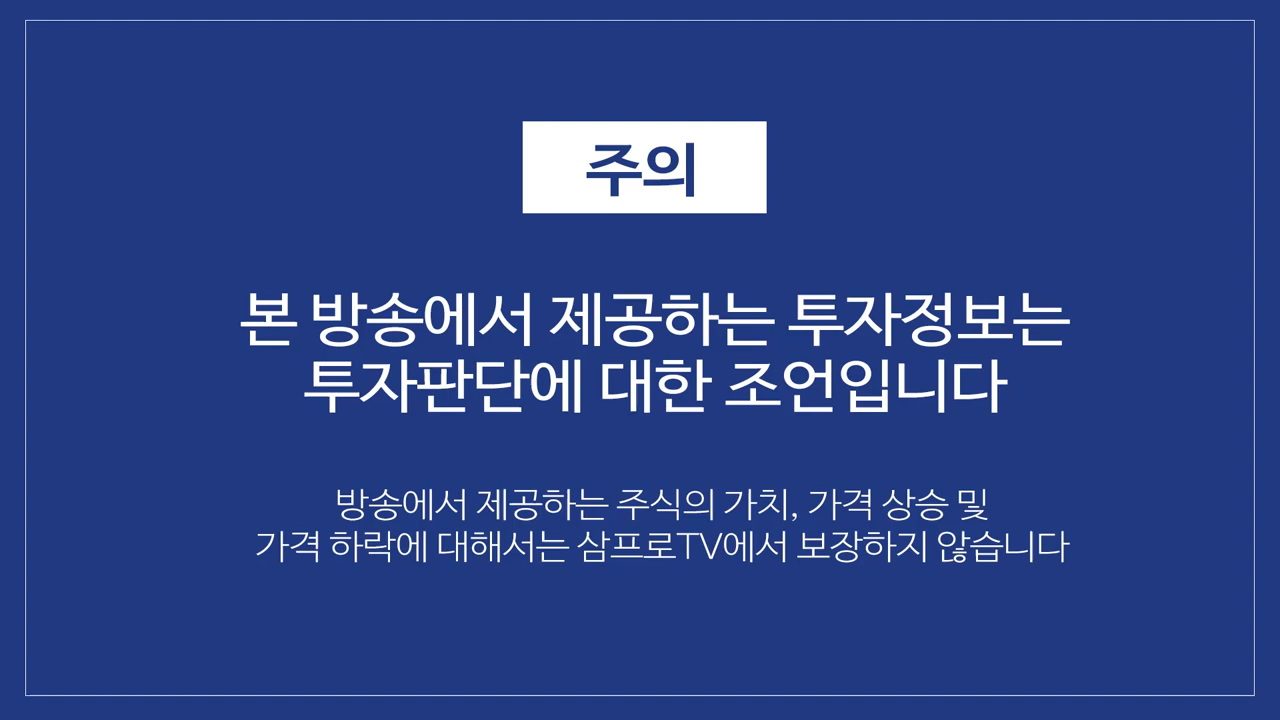 주의
본 방송에서 제공하는 투자정보는
투자판단에 대한 조언입니다
방송에서 제공하는 주식의 가치, 가격 상승 및
가격 하락에 대해서는 삼프로TV에서 보장하지 않습니다